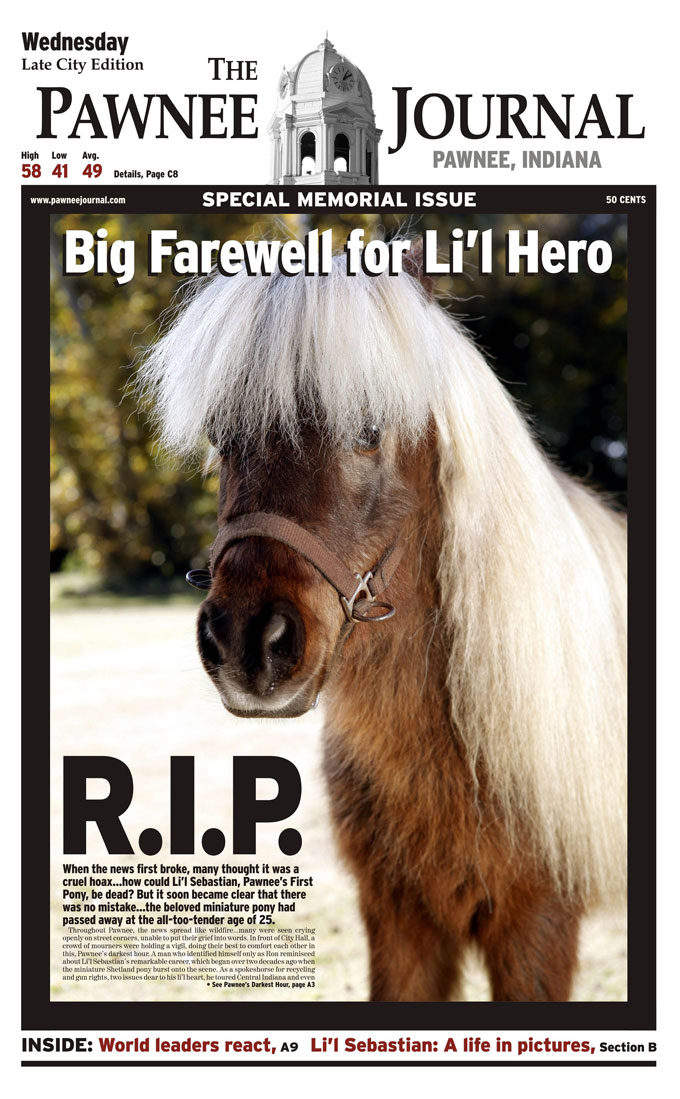 Wednesday
Late City Edition
THE
PAWNEE JOURNAL
PAWNEE, INDIANA
High Low Avg.
58 41 49 Details, Page C8
www.pawneejournal.com SPECIAL MEMORIAL ISSUE 50 CENTS
Big Farewell for Li'l Hero
R.I.P.
When the news first broke, many thought it was a
cruel hoax...how could Li'l Sebastian, Pawnee's First
Pony, be dead? But it soon became clear that there
was no mistake...the beloved miniature pony had
passed away at the all-too-tender age of 25.
Throughout Pawnee, the news spread like wildfire...many were seen crying
openly on street corners, unable to put their grief into words. In front of City Hall, a
crowd of mourners were holding a vigil, doing their best to comfort each other in
this, Pawnee's darkest hour. A man who identified himself only as Ron reminisced
about Li'l Sebastian's remarkable career, which began over two decades ago when
the miniature Shetland pony burst onto the scene. As a spokeshorse for recycling
and gun rights, two issues dear to his li'l heart, he toured Central Indiana and even
• See Pawnee's Darkest Hour, page A3
INSIDE: World leaders react, A9 Li'l Sebastian: A life in pictures, Section B